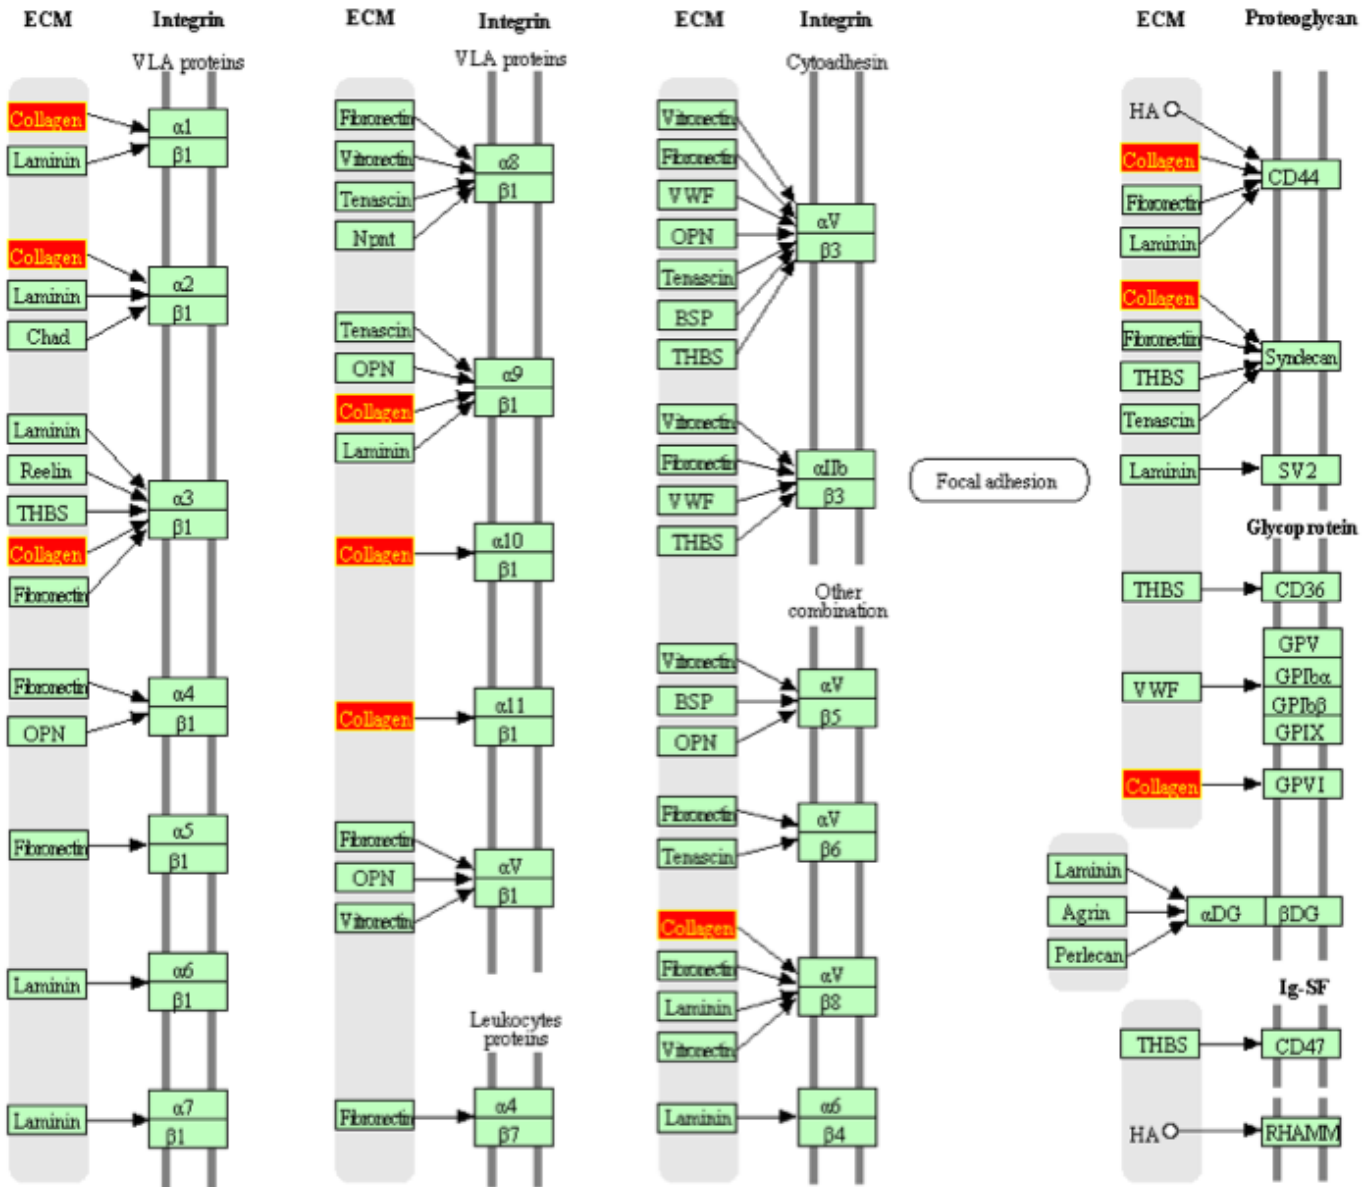 ECM Integrin
VLA proteins
Collagen
α1
Laminin
β1
Collagen
α2
Laminin
β1
Chad
Laminin
Reelin
α3
THBS
β1
Collagen
Fibronectin
Fibronectin
α4
OPN
β1
α5
Fibronectin
β1
α6
Laminin
β1
α7
Laminin
β1
ECM Integrin
VLA proteins
Fibronectin
Vitronectin
α8
Tenascin
β1
Npnt
Tenascin
OPN
α9
Collagen
β1
Laminin
Collagen
α10
β1
Collagen
α11
β1
Fibronectin
αV
OPN
β1
Vitronectin
Leukocytes
proteins
Fibronectin
α4
β7
ECM Integrin
Cytoadhesin
Vitronectin
Fibronectin
VWF
αV
OPN
β3
Tenascin
BSP
THBS
Vitronectin
Fibronectin
αIIb
VWF
β3
THBS
Other
combination
Vitronectin
αV
BSP
β5
OPN
Fibronectin
αV
Tenascin
β6
Collagen
Fibronectin
αV
Laminin
β8
Vitronectin
Laminin
α6
β4
Focal adhesion
ECM Proteoglycan
HA
Collagen
CD44
Fibronectin
Laminin
Collagen
Fibronectin
Syndecan
THBS
Tenascin
Laminin
SV2
Glycoprotein
THBS
CD36
GPV
VWF
GPIbα
GPIbβ
GPIX
Collagen
GPVI
Laminin
Agrin
αDG βDG
Perlecan
Ig-SF
THBS
CD47
HA
RHAMM